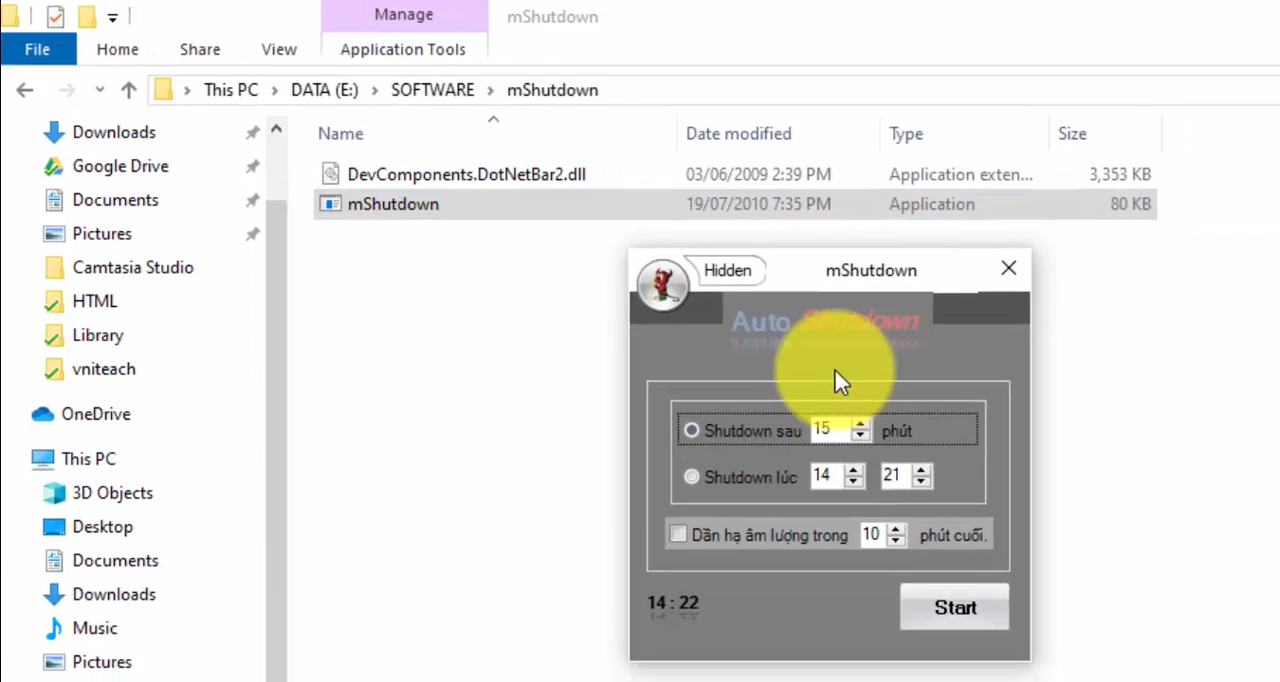 Manage
mShutdown
File
Home
Share
View
Application Tools
This PC
DATA (E:)
SOFTWARE
mShutdown
Downloads
Google Drive
Documents
Pictures
Camtasia Studio
HTML
Library
vniteach
OneDrive
This PC
3D Objects
Desktop
Documents
Downloads
Music
Pictures
Name
Date modified
Type
Size
DevComponents.DotNetBar2.dll
03/06/2009 2:39 PM
Application exten...
3,353 KB
mShutdown
19/07/2010 7:35 PM
Application
80 KB
Hidden
mShutdown
Auto Shutdown
Shutdown sau 15 phút
Shutdown lúc 14 21
Dần hạ âm lượng trong 10 phút cuối.
14 : 22
Start